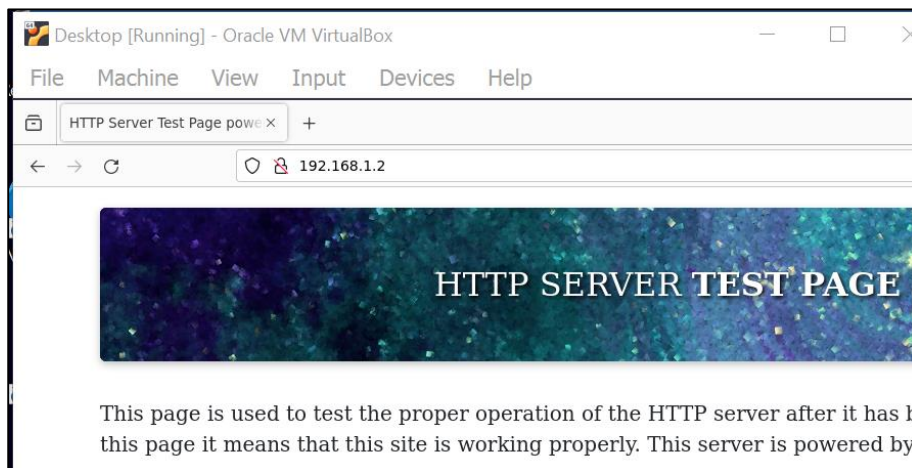 Desktop [Running] - Oracle VM VirtualBox
File Machine View Input Devices Help
HTTP Server Test Page powe
192.168.1.2
HTTP SERVER TEST PAGE
This page is used to test the proper operation of the HTTP server after it has
this page it means that this site is working properly. This server is powered by